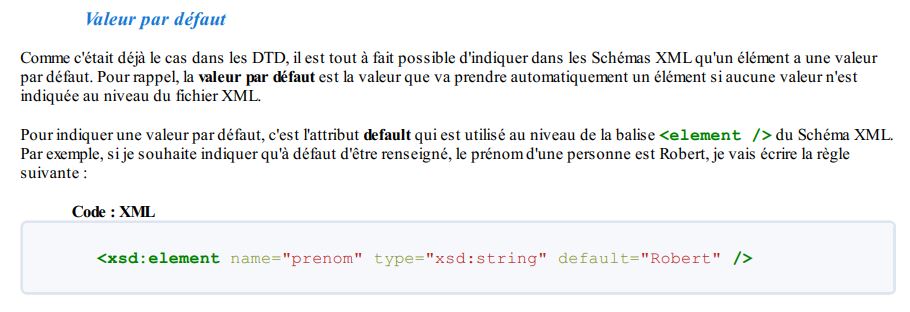 Valeur par défaut
Comme c'était déjà le cas dans les DTD, il est tout à fait possible d'indiquer dans les Schémas XML qu'un élément a une valeur
par défaut. Pour rappel, la valeur par défaut est la valeur que va prendre automatiquement un élément si aucune valeur n'est
indiquée au niveau du fichier XML.
Pour indiquer une valeur par défaut, c'est l'attribut default qui est utilisé au niveau de la balise <element /> du Schéma XML.
Par exemple, si je souhaite indiquer qu'à défaut d'être renseigné, le prénom d'une personne est Robert, je vais écrire la règle
suivante :
Code : XML
<xsd:element name="prenom" type="xsd:string" default="Robert" />